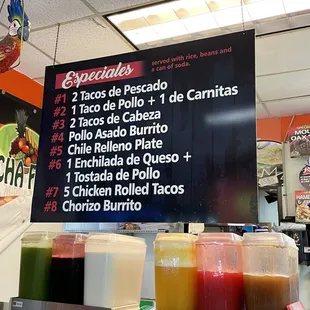 Especiales
served with rice, beans and
a can of soda.
#1 2 Tacos de Pescado
#2 1 Taco de Pollo + 1 de Carnitas
#3 2 Tacos de Cabeza
#4 Pollo Asado Burrito
#5 Chile Relleno Plate
#6 1 Enchilada de Queso +
1 Tostada de Pollo
#7 5 Chicken Rolled Tacos
#8 Chorizo Burrito